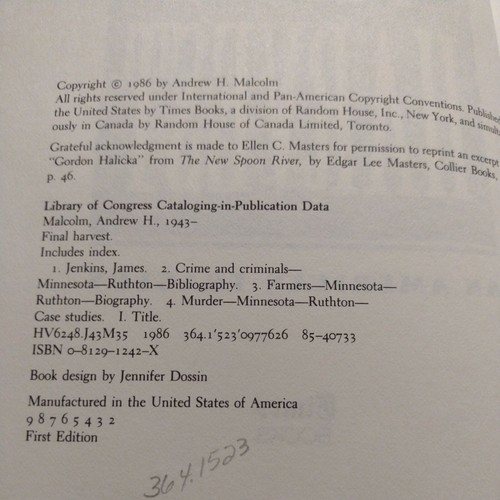 Copyright © 1986 by Andrew H. Malcolm
All rights reserved under International and Pan-American Copyright Conventions. Published
the United States by Times Books, a division of Random House, Inc., New York, and simult
ously in Canada by Random House of Canada Limited, Toronto.
Grateful acknowledgment is made to Ellen C. Masters for permission to reprint an excerpt
"Gordon Halicka" from The New Spoon River, by Edgar Lee Masters, Collier Books,
p. 46.
Library of Congress Cataloging-in-Publication Data
Malcolm, Andrew H., 1943–
Final harvest.
Includes index.
1. Jenkins, James. 2. Crime and criminals—
Minnesota—Ruthton—Bibliography. 3. Farmers—Minnesota—
Ruthton—Biography. 4. Murder—Minnesota—Ruthton—
Case studies. I. Title.
HV6248.J43M35 1986 364.1'523'0977626 85-40733
ISBN 0-8129-1242-X
Book design by Jennifer Dossin
Manufactured in the United States of America
9 8 7 6 5 4 3 2
First Edition
364.1523